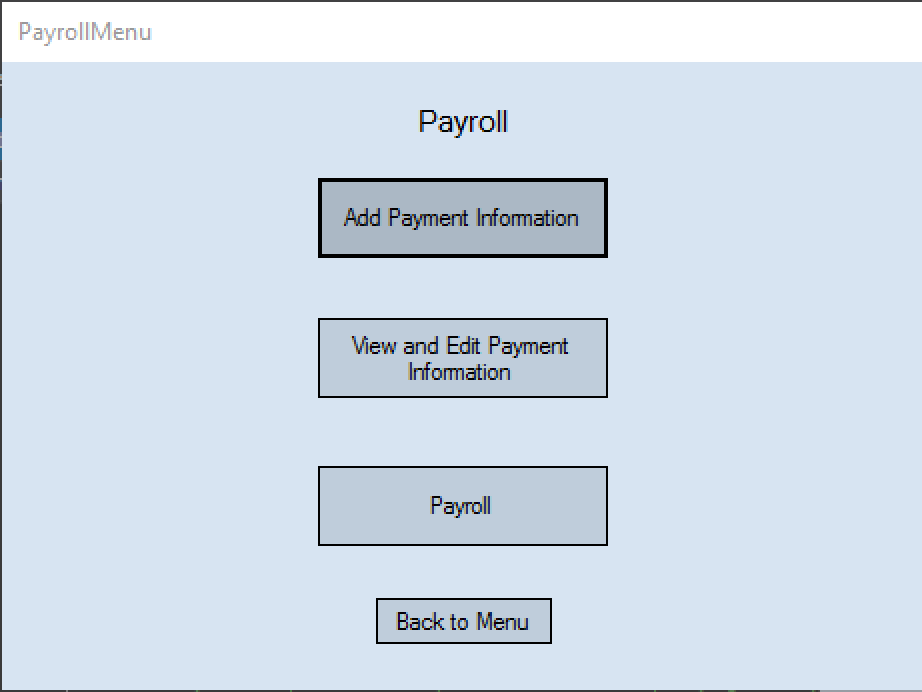 PayrollMenu
Payroll
Add Payment Information
View and Edit Payment
Information
Payroll
Back to Menu